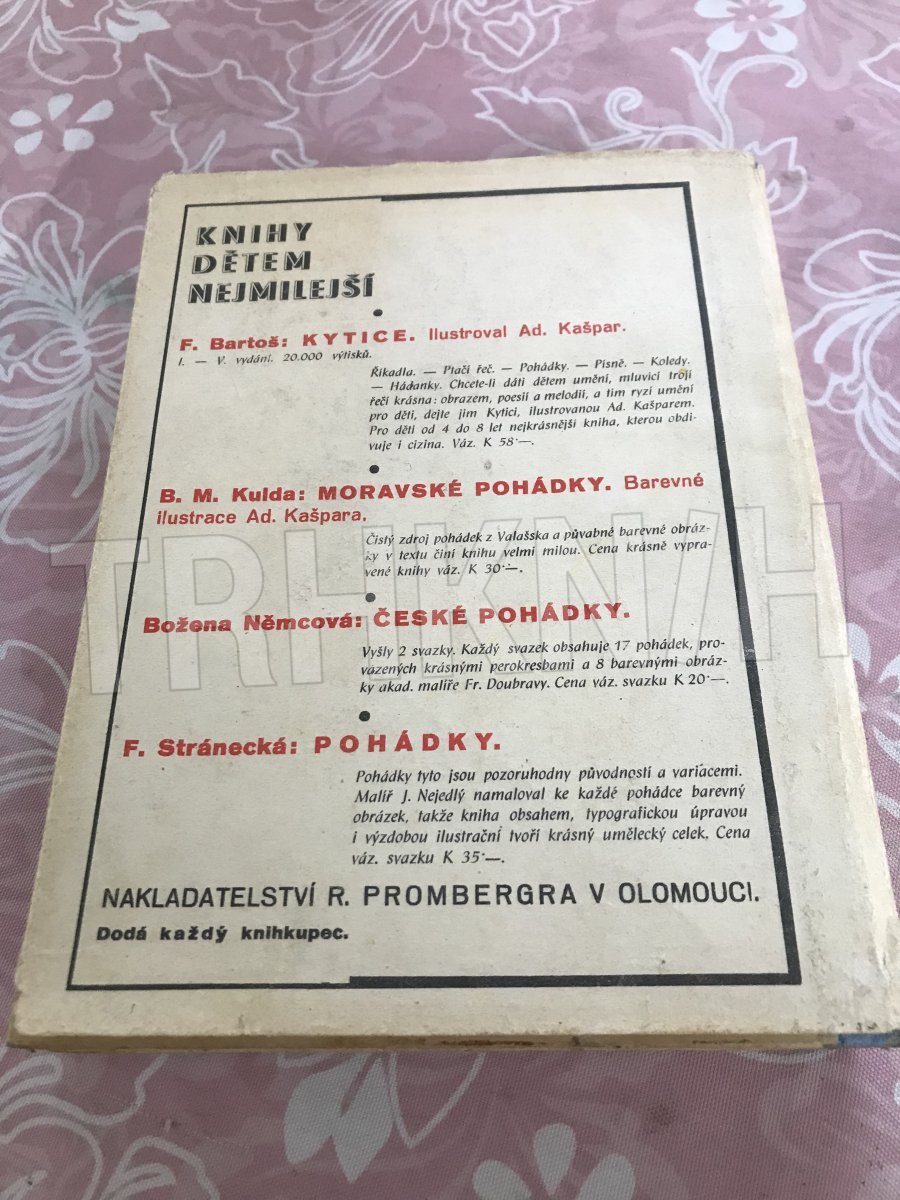 KNIHY
DĚTEM
NEJMILEJŠÍ
F. Bartoš: KYTICE. Ilustroval Ad. Kašpar.
I. — V. vydání. 20.000 výtisků.
Říkadla. — Ptačí řeč. — Pohádky. — Písně. — Koledy.
— Hádanky. Chcete-li dáti dětem umění, mluvící trojí
řečí krásna: obrazem, poesií a melodií, a tím ryzí umění
pro děti, dejte jim Kytici, ilustrovanou Ad. Kašparem.
Pro děti od 4 do 8 let nejkrásnější kniha, kterou obdi-
vuje i cizina. Váz. K 58·—.
B. M. Kulda: MORAVSKÉ POHÁDKY. Barevné
ilustrace Ad. Kašpara.
Čistý zdroj pohádek z Valašska a půvabné barevné obráz-
ky v textu činí knihu velmi milou. Cena krásně vypra-
vené knihy váz. K 30·—.
Božena Němcová: ČESKÉ POHÁDKY.
Vyšly 2 svazky. Každý svazek obsahuje 17 pohádek, pro-
vázených krásnými perokresbami a 8 barevnými obráz-
ky akad. malíře Fr. Doubravy. Cena váz. svazku K 20·—.
F. Stránecká: POHÁDKY.
Pohádky tyto jsou pozoruhodny původností a variacemi.
Malíř J. Nejedlý namaloval ke každé pohádce barevný
obrázek, takže kniha obsahem, typografickou úpravou
i výzdobou ilustrační tvoří krásný umělecký celek. Cena
váz. svazku K 35·—.
NAKLADATELSTVÍ R. PROMBERGRA V OLOMOUCI.
Dodá každý knihkupec.
TRHKNIH